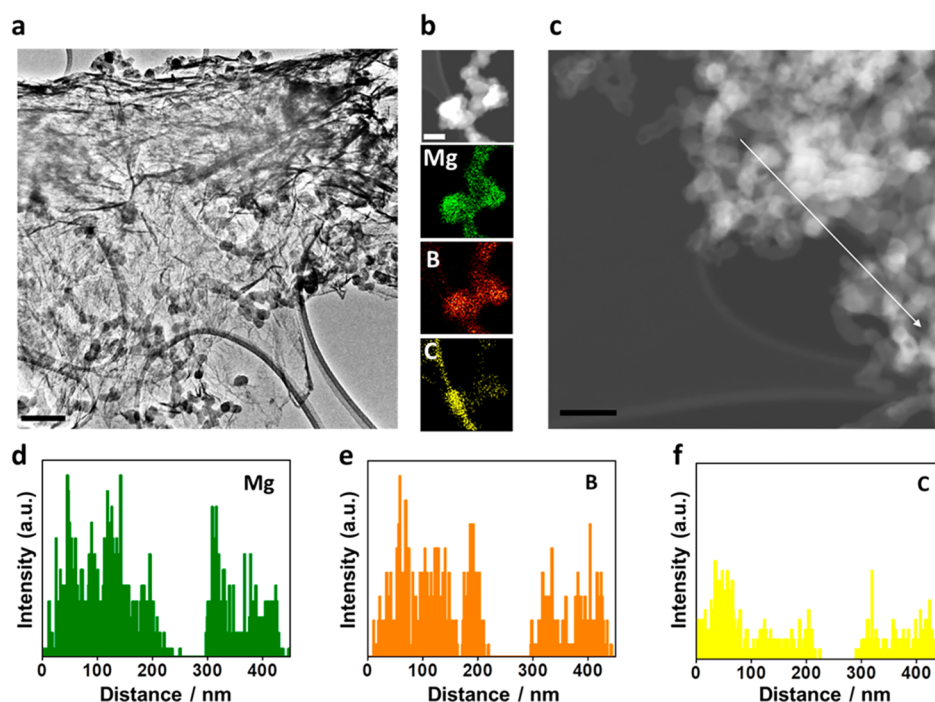 a
b
c
Mg
B
C
d
e
f
Mg
B
C
Intensity (a.u.)
Intensity (a.u.)
Intensity (a.u.)
0 100 200 300 400
0 100 200 300 400
0 100 200 300 400
Distance / nm
Distance / nm
Distance / nm